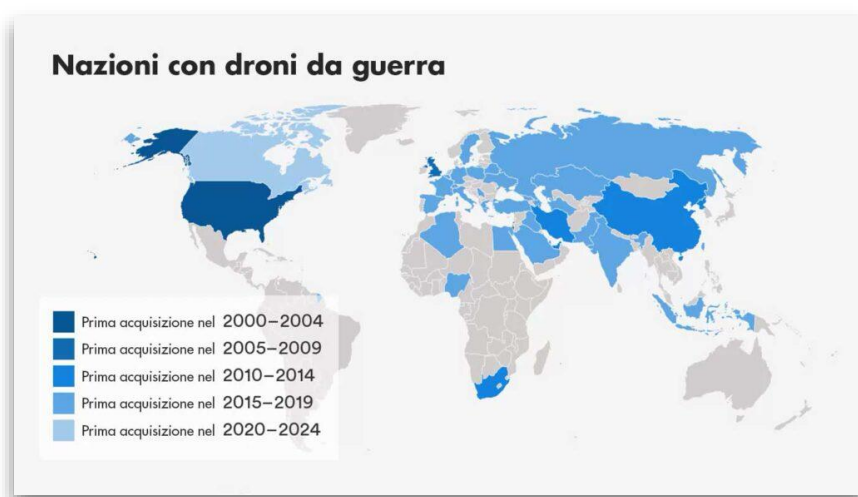 Nazioni con droni da guerra
Prima acquisizione nel 2000–2004
Prima acquisizione nel 2005–2009
Prima acquisizione nel 2010–2014
Prima acquisizione nel 2015–2019
Prima acquisizione nel 2020–2024